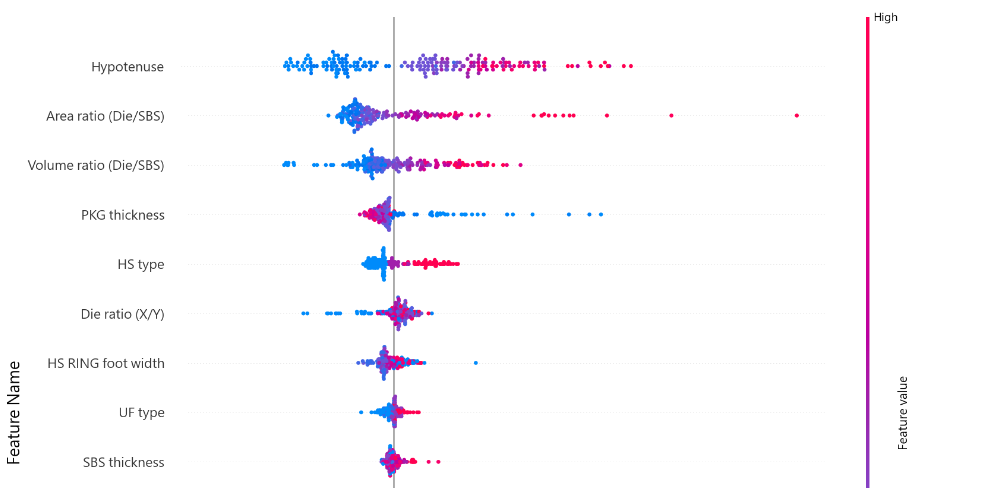 High
Hypotenuse
Area ratio (Die/SBS)
Volume ratio (Die/SBS)
PKG thickness
HS type
Die ratio (X/Y)
HS RING foot width
UF type
SBS thickness
Feature Name
Feature value